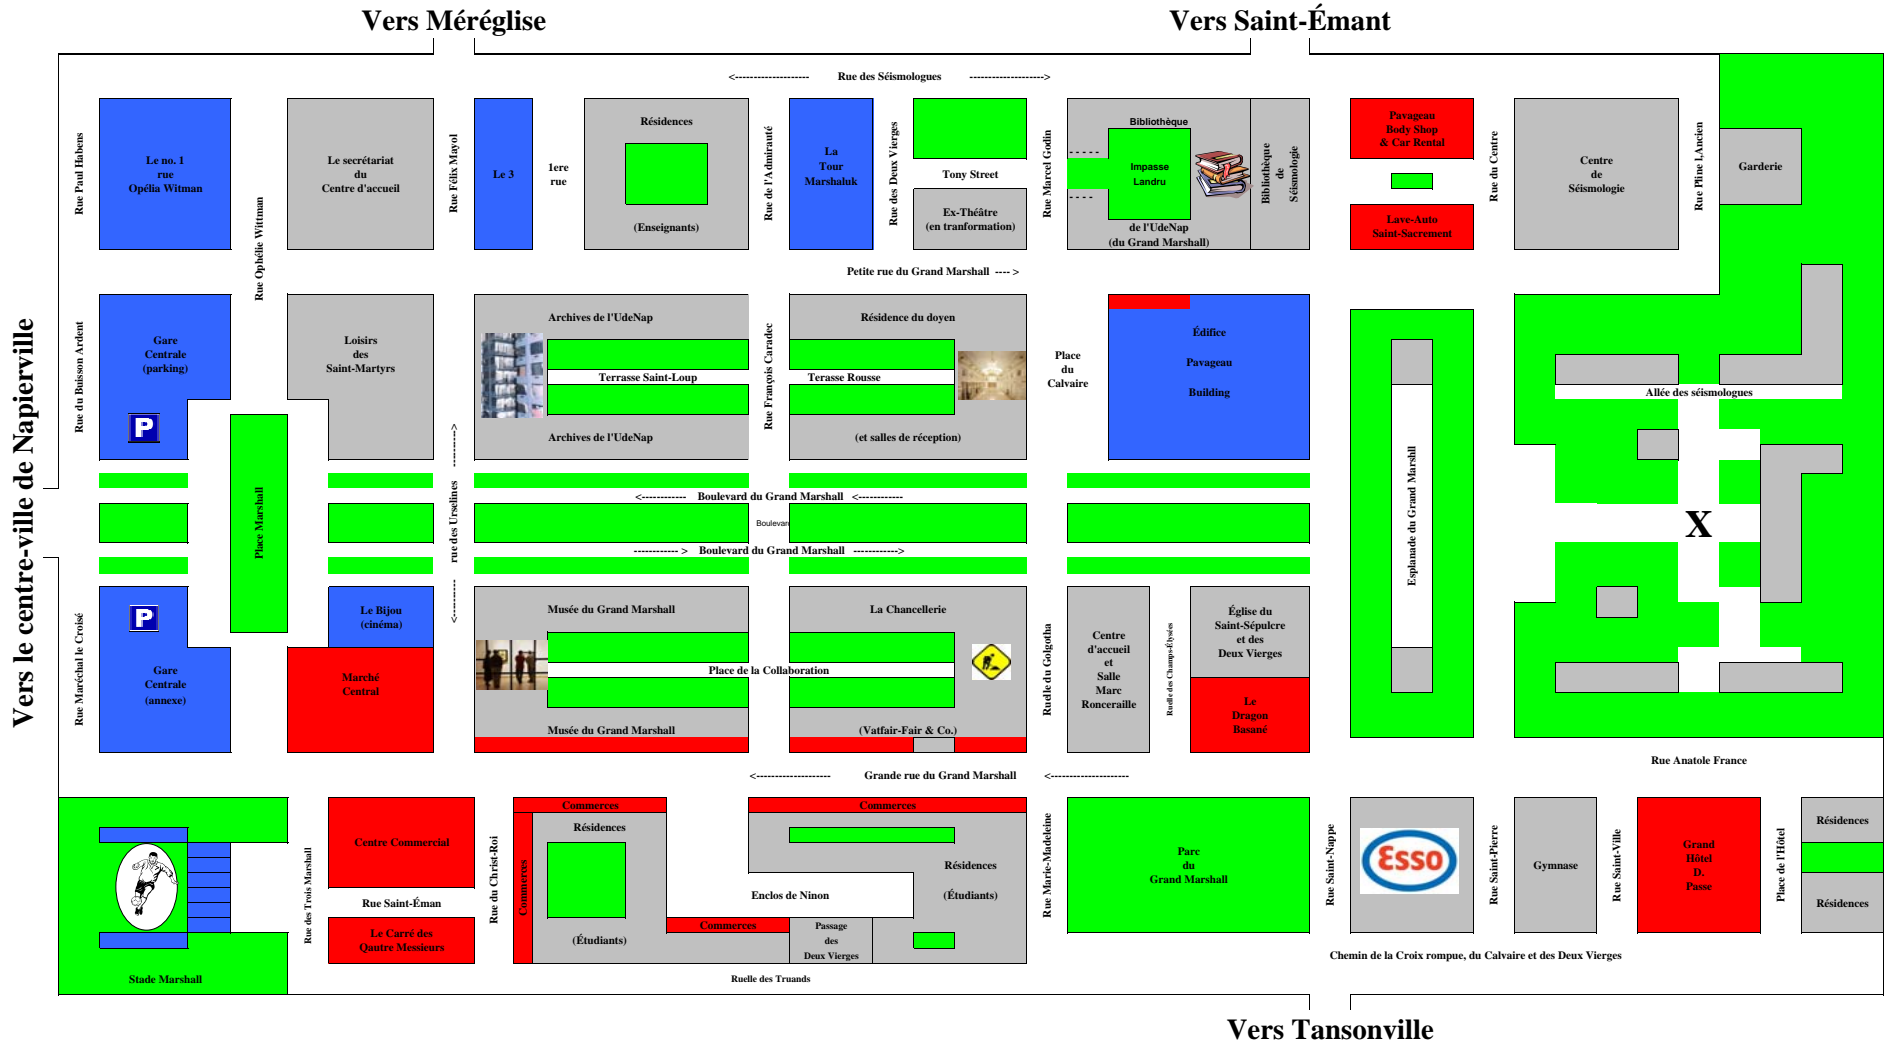 Vers Méréglise
Vers Saint-Émant
<-------------------- Rue des Séismologues -------------------->
Rue Paul Habens
Le no. 1
rue
Opélia Witman
Rue Ophélie Wittman
Le secrétariat
du
Centre d'accueil
Rue Félix Mayol
Le 3
1ere
rue
Résidences
(Enseignants)
Rue de l'Admirauté
La
Tour
Marshaluk
Rue des Deux Vierges
Tony Street
Ex-Théâtre
(en tranformation)
Rue Marcel Godin
Bibliothèque
Impasse
Landru
de l'UdeNap
(du Grand Marshall)
Bibliothèque
de
Séismologie
Pavageau
Body Shop
& Car Rental
Lave-Auto
Saint-Sacrement
Rue du Centre
Centre
de
Séismologie
Rue Pline l,Ancien
Garderie
Petite rue du Grand Marshall ---- >
Vers le centre-ville de Napierville
Rue du Buisson Ardent
Gare
Centrale
(parking)
P
Loisirs
des
Saint-Martyrs
Archives de l'UdeNap
Terrasse Saint-Loup
Archives de l'UdeNap
Rue François Caradec
Résidence du doyen
Terasse Rousse
(et salles de réception)
Place
du
Calvaire
Édifice
Pavageau
Building
Allée des séismologues
Place Marshall
<---------- rue des Urselines ---------->
<------------ Boulevard du Grand Marshall <------------
Boulevar
------------ > Boulevard du Grand Marshall ------------>
Esplanade du Grand Marshll
X
Rue Maréchal le Croisé
P
Gare
Centrale
(annexe)
Le Bijou
(cinéma)
Marché
Central
Musée du Grand Marshall
Place de la Collaboration
Musée du Grand Marshall
La Chancellerie
(Vatfair-Fair & Co.)
Ruelle du Golgotha
Centre
d'accueil
et
Salle
Marc
Ronceraille
Ruelle des Champs-Élysées
Église du
Saint-Sépulcre
et des
Deux Vierges
Le
Dragon
Basané
Rue Anatole France
<-------------------- Grande rue du Grand Marshall <--------------------
Stade Marshall
Rue des Trois Marshall
Centre Commercial
Rue Saint-Éman
Le Carré des
Qautre Messieurs
Rue du Christ-Roi
Commerces
Commerces
Résidences
(Étudiants)
Commerces
Enclos de Ninon
Commerces
Passage
des
Deux Vierges
Résidences
(Étudiants)
Rue Marie-Madeleine
Parc
du
Grand Marshall
Rue Saint-Nappe
Esso
Rue Saint-Pierre
Gymnase
Rue Saint-Ville
Grand
Hôtel
D.
Passe
Place de l'Hôtel
Résidences
Résidences
Chemin de la Croix rompue, du Calvaire et des Deux Vierges
Ruelle des Truands
Vers Tansonville